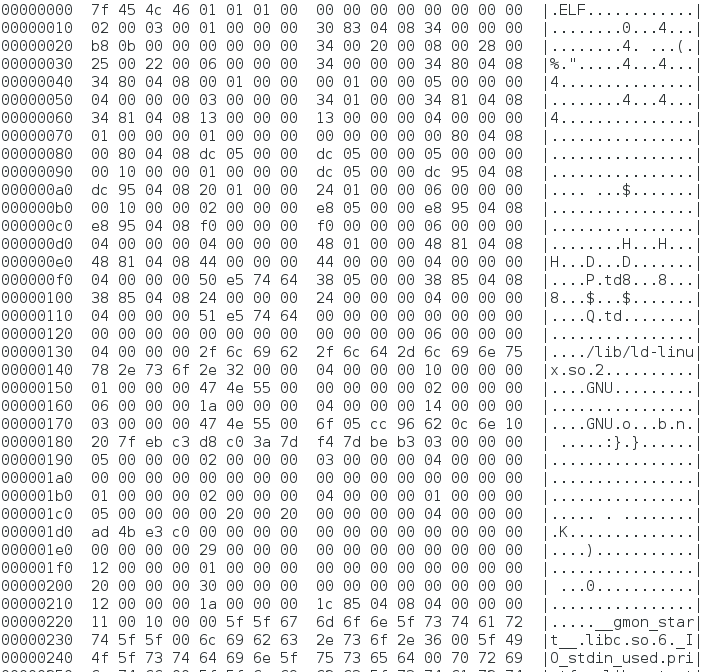 00000000  7f 45 4c 46 01 01 01 00  00 00 00 00 00 00 00 00  |.ELF............|
00000010  02 00 03 00 01 00 00 00  30 83 04 08 34 00 00 00  |........0...4...|
00000020  b8 0b 00 00 00 00 00 00  34 00 20 00 08 00 28 00  |........4. ...(.|
00000030  25 00 22 00 06 00 00 00  34 00 00 00 34 80 04 08  |%.".....4...4...|
00000040  34 80 04 08 00 01 00 00  00 01 00 00 05 00 00 00  |4...............|
00000050  04 00 00 00 03 00 00 00  34 01 00 00 34 81 04 08  |........4...4...|
00000060  34 81 04 08 13 00 00 00  13 00 00 00 04 00 00 00  |4...............|
00000070  01 00 00 00 01 00 00 00  00 00 00 00 00 80 04 08  |................|
00000080  00 80 04 08 dc 05 00 00  dc 05 00 00 05 00 00 00  |................|
00000090  00 10 00 00 01 00 00 00  dc 05 00 00 dc 95 04 08  |................|
000000a0  dc 95 04 08 20 01 00 00  24 01 00 00 06 00 00 00  |.... ...$.......|
000000b0  00 10 00 00 02 00 00 00  e8 05 00 00 e8 95 04 08  |................|
000000c0  e8 95 04 08 f0 00 00 00  f0 00 00 00 06 00 00 00  |................|
000000d0  04 00 00 00 04 00 00 00  48 01 00 00 48 81 04 08  |........H...H...|
000000e0  48 81 04 08 44 00 00 00  44 00 00 00 04 00 00 00  |H...D...D.......|
000000f0  04 00 00 00 50 e5 74 64  38 05 00 00 38 85 04 08  |....P.td8...8...|
00000100  38 85 04 08 24 00 00 00  24 00 00 00 04 00 00 00  |8...$...$.......|
00000110  04 00 00 00 51 e5 74 64  00 00 00 00 00 00 00 00  |....Q.td........|
00000120  00 00 00 00 00 00 00 00  00 00 00 00 06 00 00 00  |................|
00000130  04 00 00 00 2f 6c 69 62  2f 6c 64 2d 6c 69 6e 75  |..../lib/ld-linu|
00000140  78 2e 73 6f 2e 32 00 00  04 00 00 00 10 00 00 00  |x.so.2..........|
00000150  01 00 00 00 47 4e 55 00  00 00 00 00 02 00 00 00  |....GNU.........|
00000160  06 00 00 00 1a 00 00 00  04 00 00 00 14 00 00 00  |................|
00000170  03 00 00 00 47 4e 55 00  6f 05 cc 96 62 0c 6e 10  |....GNU.o...b.n.|
00000180  20 7f eb c3 d8 c0 3a 7d  f4 7d be b3 03 00 00 00  | .....:}.}......|
00000190  05 00 00 00 02 00 00 00  03 00 00 00 04 00 00 00  |................|
000001a0  00 00 00 00 00 00 00 00  00 00 00 00 00 00 00 00  |................|
000001b0  01 00 00 00 02 00 00 00  04 00 00 00 01 00 00 00  |................|
000001c0  05 00 00 00 00 20 00 20  00 00 00 00 04 00 00 00  |..... . ........|
000001d0  ad 4b e3 c0 00 00 00 00  00 00 00 00 00 00 00 00  |.K..............|
000001e0  00 00 00 00 29 00 00 00  00 00 00 00 00 00 00 00  |....)...........|
000001f0  12 00 00 00 01 00 00 00  00 00 00 00 00 00 00 00  |................|
00000200  20 00 00 00 30 00 00 00  00 00 00 00 00 00 00 00  | ...0...........|
00000210  12 00 00 00 1a 00 00 00  1c 85 04 08 04 00 00 00  |................|
00000220  11 00 10 00 00 5f 5f 67  6d 6f 6e 5f 73 74 61 72  |.....__gmon_star|
00000230  74 5f 5f 00 6c 69 62 63  2e 73 6f 2e 36 00 5f 49  |t__.libc.so.6._I|
00000240  4f 5f 73 74 64 69 6e 5f  75 73 65 64 00 70 72 69  |O_stdin_used.pri|